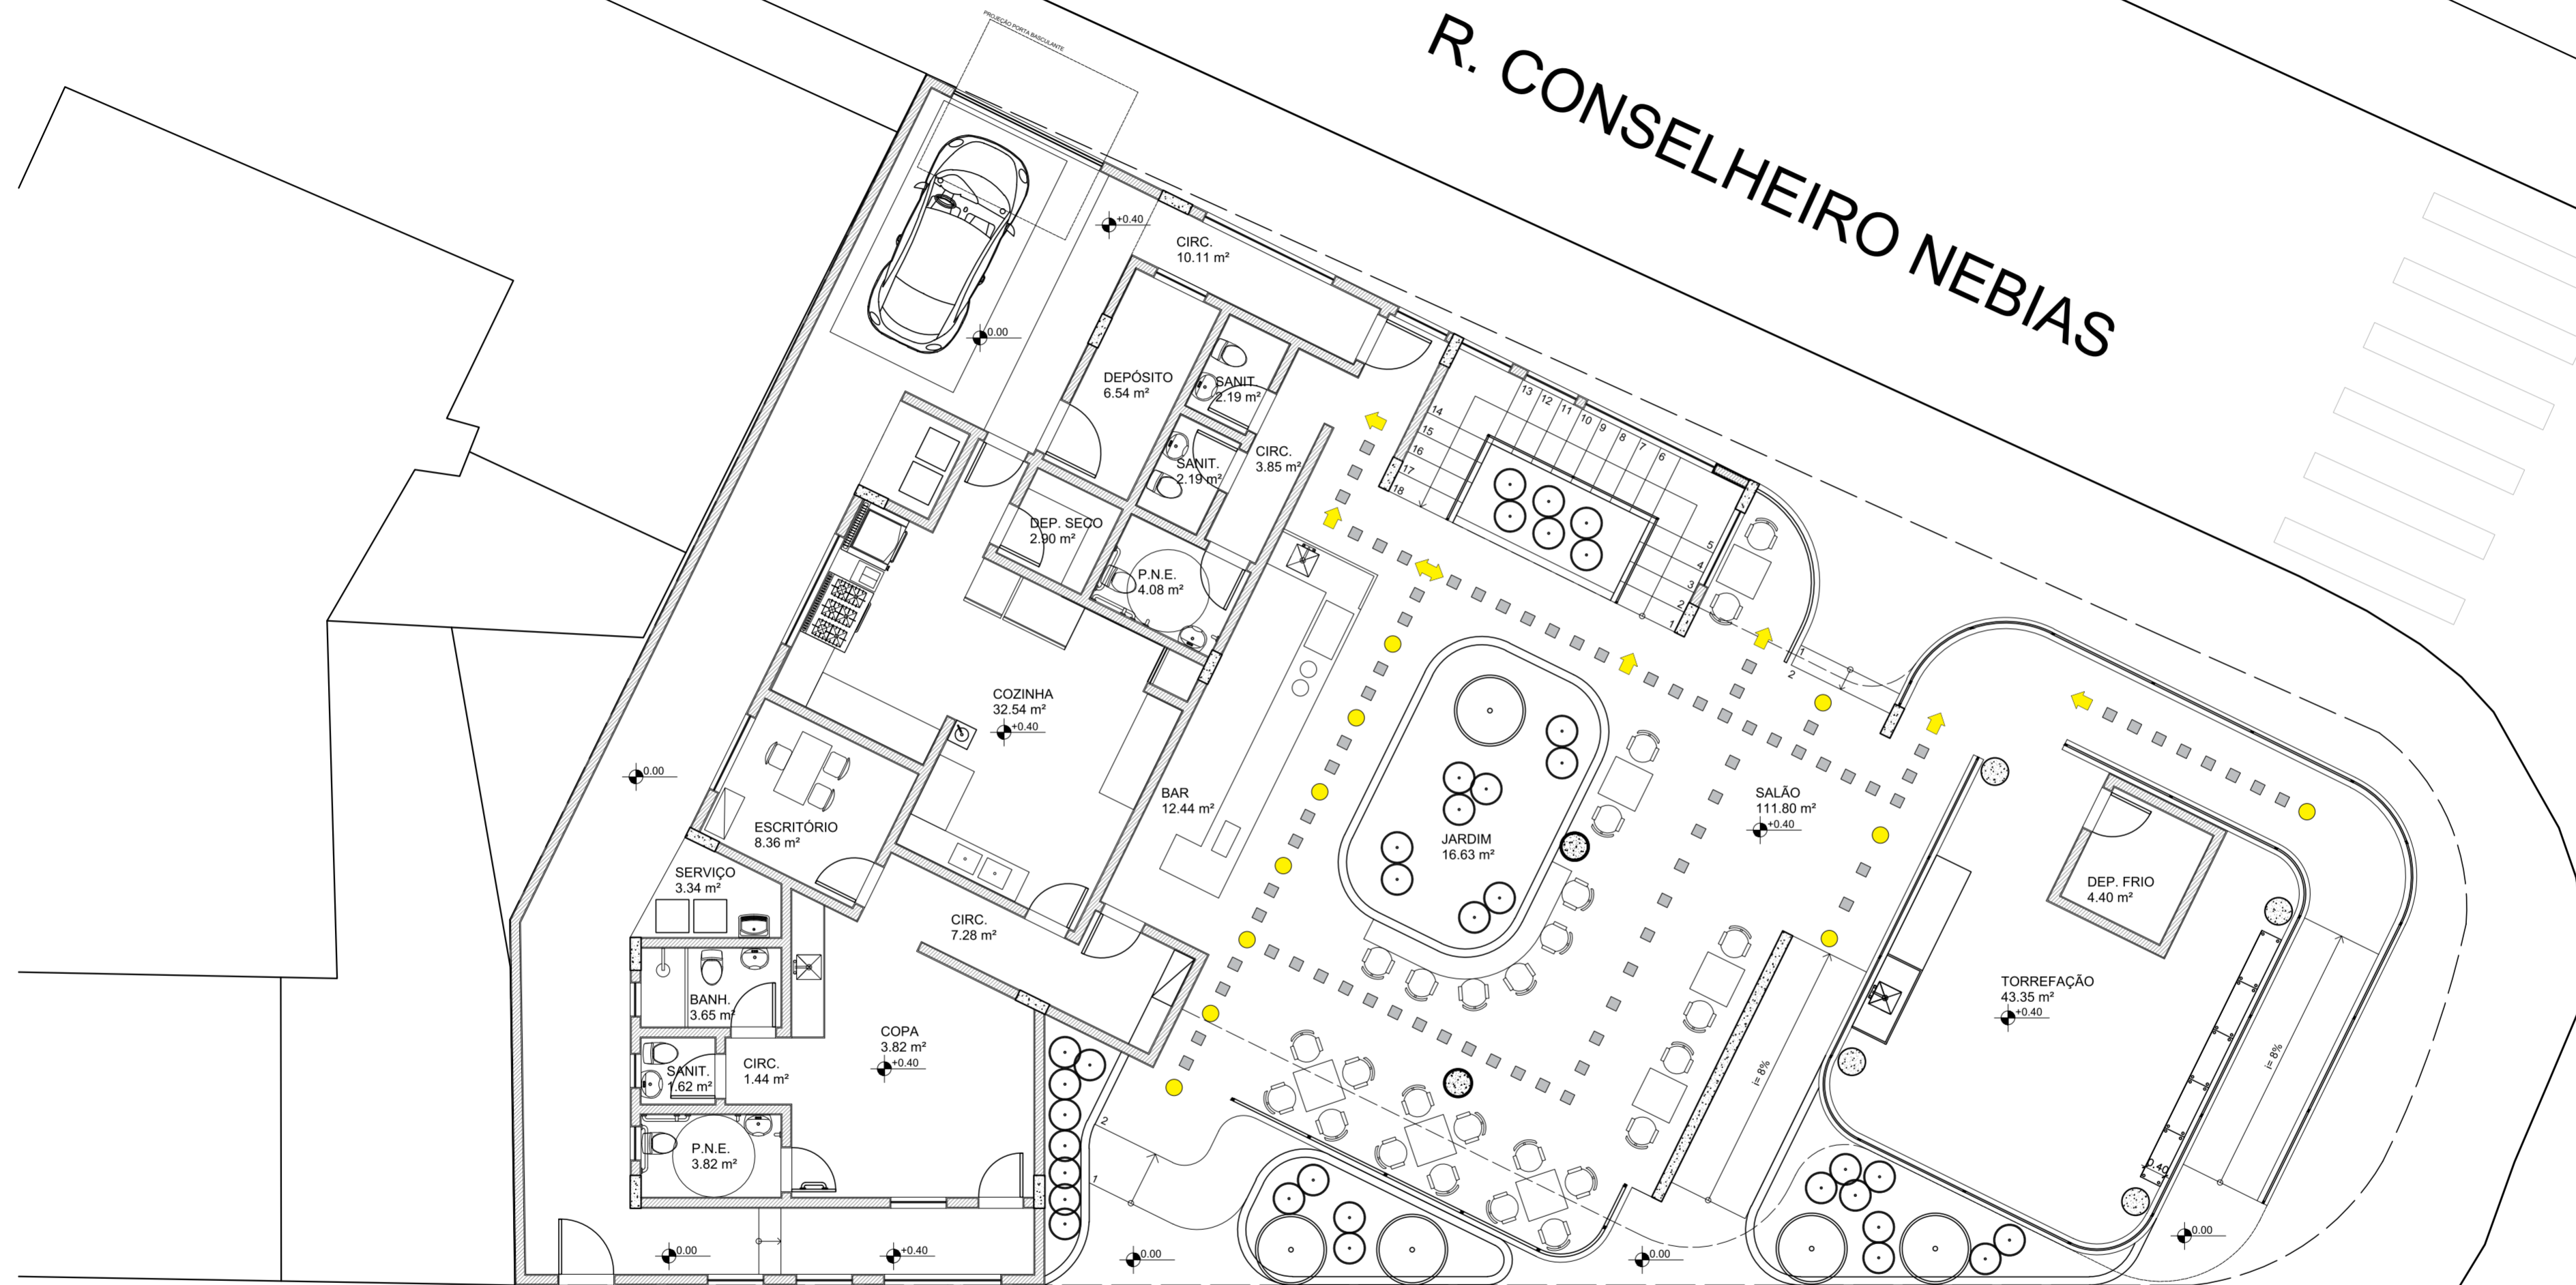 PROJEÇÃO PORTA BASCULANTE
R. CONSELHEIRO NEBIAS
+0.40
CIRC.
10.11 m²
0.00
DEPÓSITO
6.54 m²
SANIT.
2.19 m²
SANIT.
2.19 m²
CIRC.
3.85 m²
13
12
11
10
9
8
7
6
14
15
16
17
18
5
4
3
2
1
DEP. SECO
2.90 m²
P.N.E.
4.08 m²
1
2
COZINHA
32.54 m²
+0.40
0.00
BAR
12.44 m²
SALÃO
111.80 m²
+0.40
ESCRITÓRIO
8.36 m²
JARDIM
16.63 m²
SERVIÇO
3.34 m²
DEP. FRIO
4.40 m²
CIRC.
7.28 m²
BANH.
3.65 m²
TORREFAÇÃO
43.35 m²
+0.40
COPA
3.82 m²
+0.40
SANIT.
1.62 m²
CIRC.
1.44 m²
i= 8%
i= 8%
P.N.E.
3.82 m²
2
1
0.00
+0.40
0.00
0.00
0.00